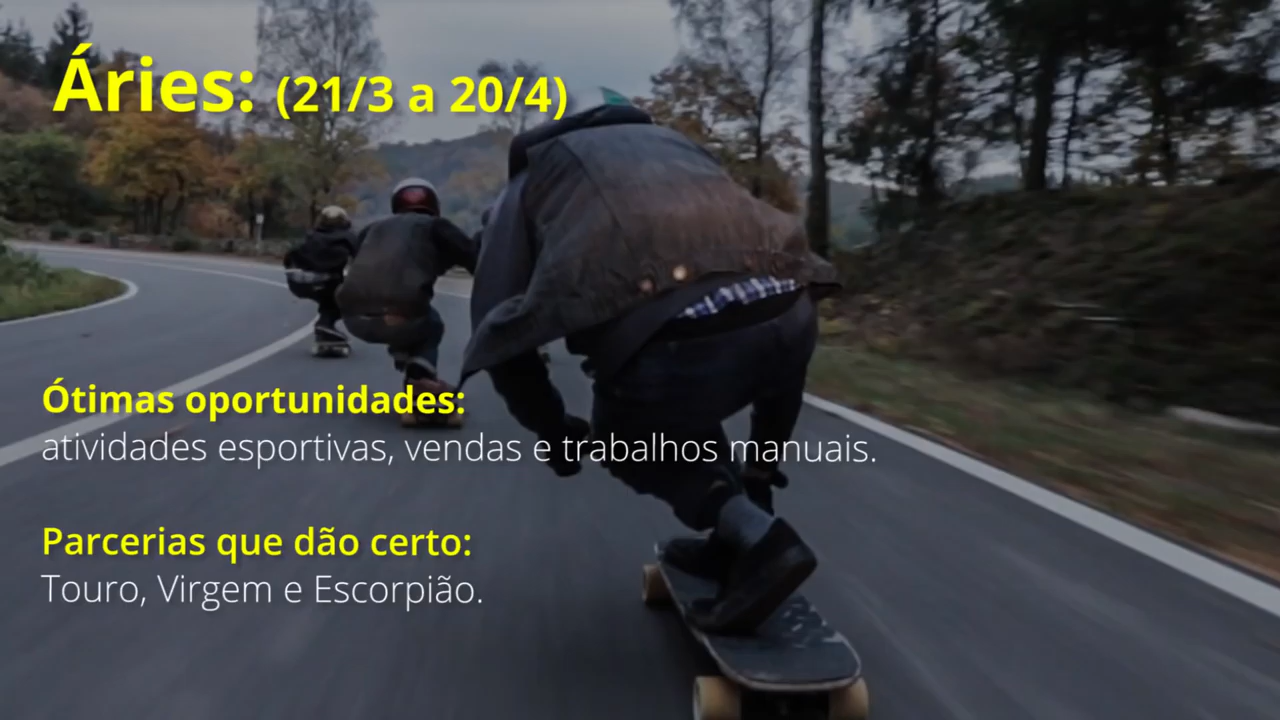 Áries: (21/3 a 20/4)
Ótimas oportunidades:
atividades esportivas, vendas e trabalhos manuais.
Parcerias que dão certo:
Touro, Virgem e Escorpião.